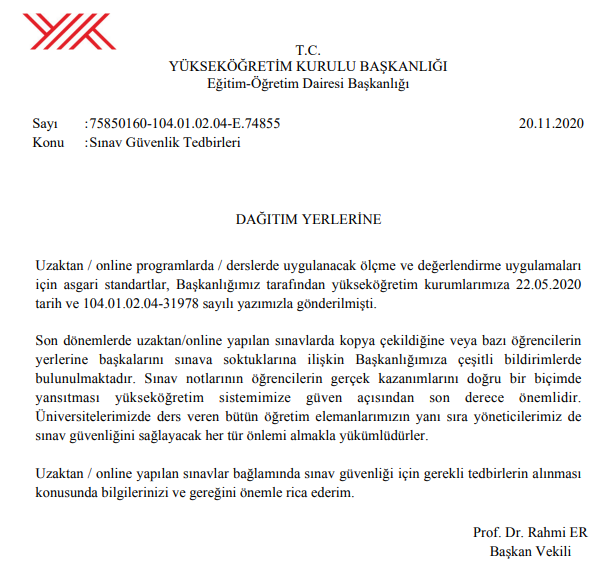 T.C.
YÜKSEKÖĞRETİM KURULU BAŞKANLIĞI
Eğitim-Öğretim Dairesi Başkanlığı
Sayı :75850160-104.01.02.04-E.74855 20.11.2020
Konu :Sınav Güvenlik Tedbirleri
DAĞITIM YERLERİNE
Uzaktan / online programlarda / derslerde uygulanacak ölçme ve değerlendirme uygulamaları
için asgari standartlar, Başkanlığımız tarafından yükseköğretim kurumlarımıza 22.05.2020
tarih ve 104.01.02.04-31978 sayılı yazımızla gönderilmişti.
Son dönemlerde uzaktan/online yapılan sınavlarda kopya çekildiğine veya bazı öğrencilerin
yerlerine başkalarını sınava soktuklarına ilişkin Başkanlığımıza çeşitli bildirimlerde
bulunulmaktadır. Sınav notlarının öğrencilerin gerçek kazanımlarını doğru bir biçimde
yansıtması yükseköğretim sistemimize güven açısından son derece önemlidir.
Üniversitelerimizde ders veren bütün öğretim elemanlarımızın yanı sıra yöneticilerimiz de
sınav güvenliğini sağlayacak her tür önlemi almakla yükümlüdürler.
Uzaktan / online yapılan sınavlar bağlamında sınav güvenliği için gerekli tedbirlerin alınması
konusunda bilgilerinizi ve gereğini önemle rica ederim.
Prof. Dr. Rahmi ER
Başkan Vekili